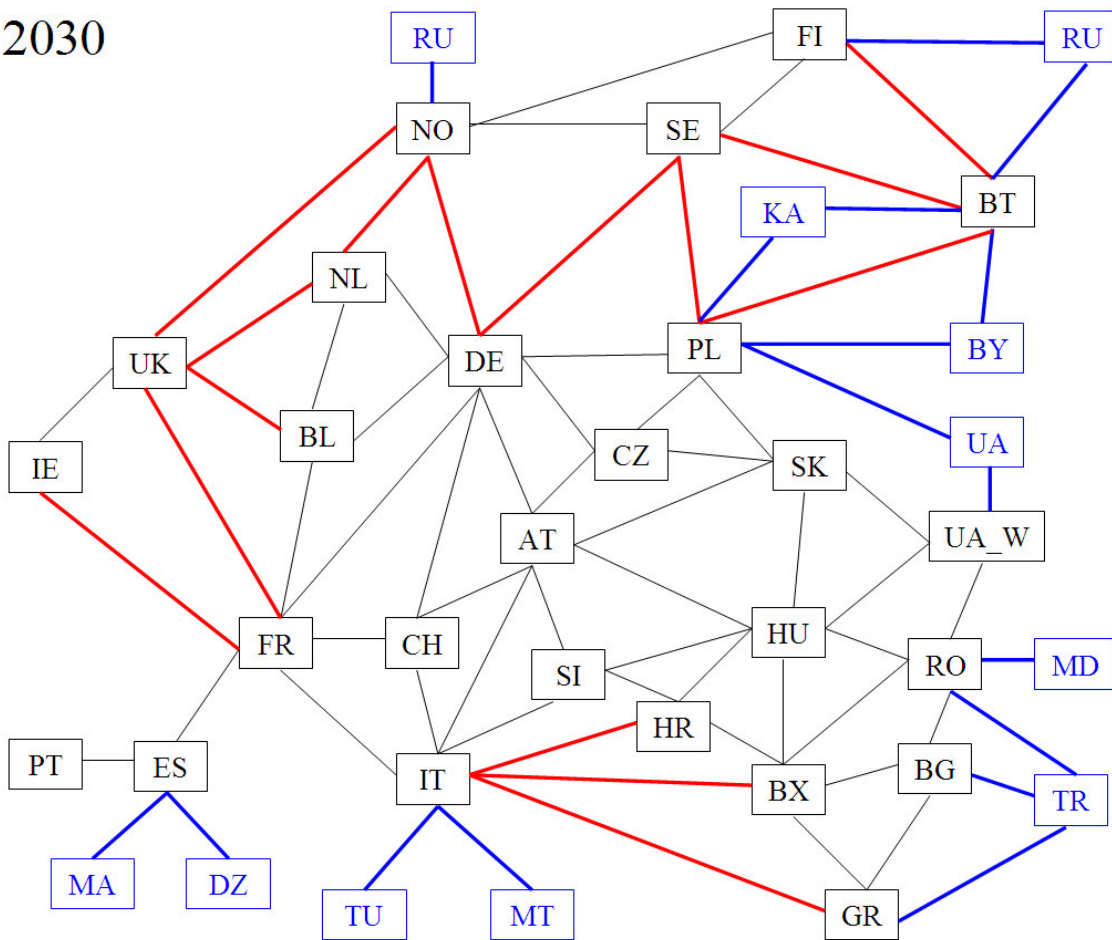 2030
RU
FI
RU
NO
SE
KA
BT
NL
UK
DE
PL
BY
BL
UA
IE
CZ
SK
AT
UA_W
FR
CH
HU
SI
RO
MD
HR
PT
ES
IT
BX
BG
TR
MA
DZ
TU
MT
GR